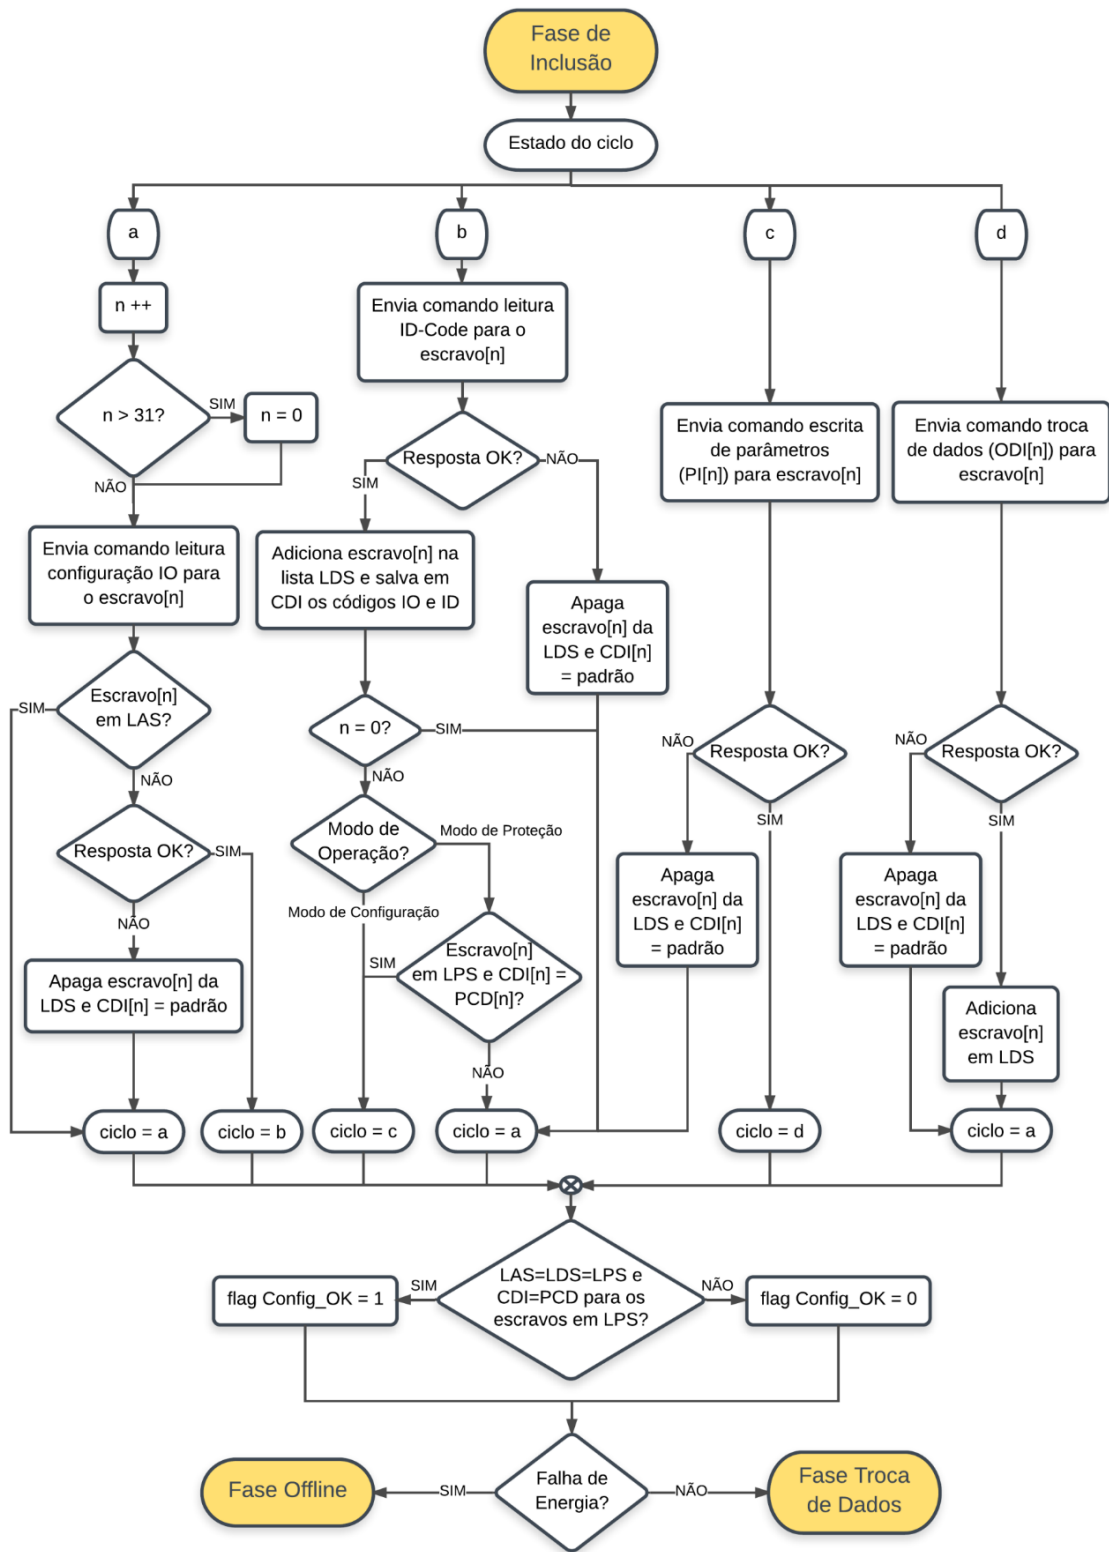 Fase de
Inclusão
Estado do ciclo
a
b
c
d
n ++
n > 31?
SIM
n = 0
NÃO
Envia comando leitura
configuração IO para
o escravo[n]
Escravo[n]
em LAS?
SIM
NÃO
Resposta OK?
SIM
NÃO
Apaga escravo[n] da
LDS e CDI[n] = padrão
ciclo = a
ciclo = b
Envia comando leitura
ID-Code para o
escravo[n]
Resposta OK?
SIM
NÃO
Adiciona escravo[n] na
lista LDS e salva em
CDI os códigos IO e ID
Apaga
escravo[n] da
LDS e CDI[n]
= padrão
n = 0?
SIM
NÃO
Modo de
Operação?
Modo de Proteção
Modo de Configuração
Escravo[n]
em LPS e CDI[n] =
PCD[n]?
SIM
NÃO
ciclo = c
ciclo = a
Envia comando escrita
de parâmetros
(PI[n]) para escravo[n]
Resposta OK?
NÃO
SIM
Apaga
escravo[n] da
LDS e CDI[n]
= padrão
ciclo = d
Envia comando troca
de dados (ODI[n]) para
escravo[n]
Resposta OK?
NÃO
SIM
Apaga
escravo[n] da
LDS e CDI[n]
= padrão
Adiciona
escravo[n]
em LDS
ciclo = a
LAS=LDS=LPS e
CDI=PCD para os
escravos em LPS?
SIM
NÃO
flag Config_OK = 1
flag Config_OK = 0
Falha de
Energia?
SIM
NÃO
Fase Offline
Fase Troca
de Dados